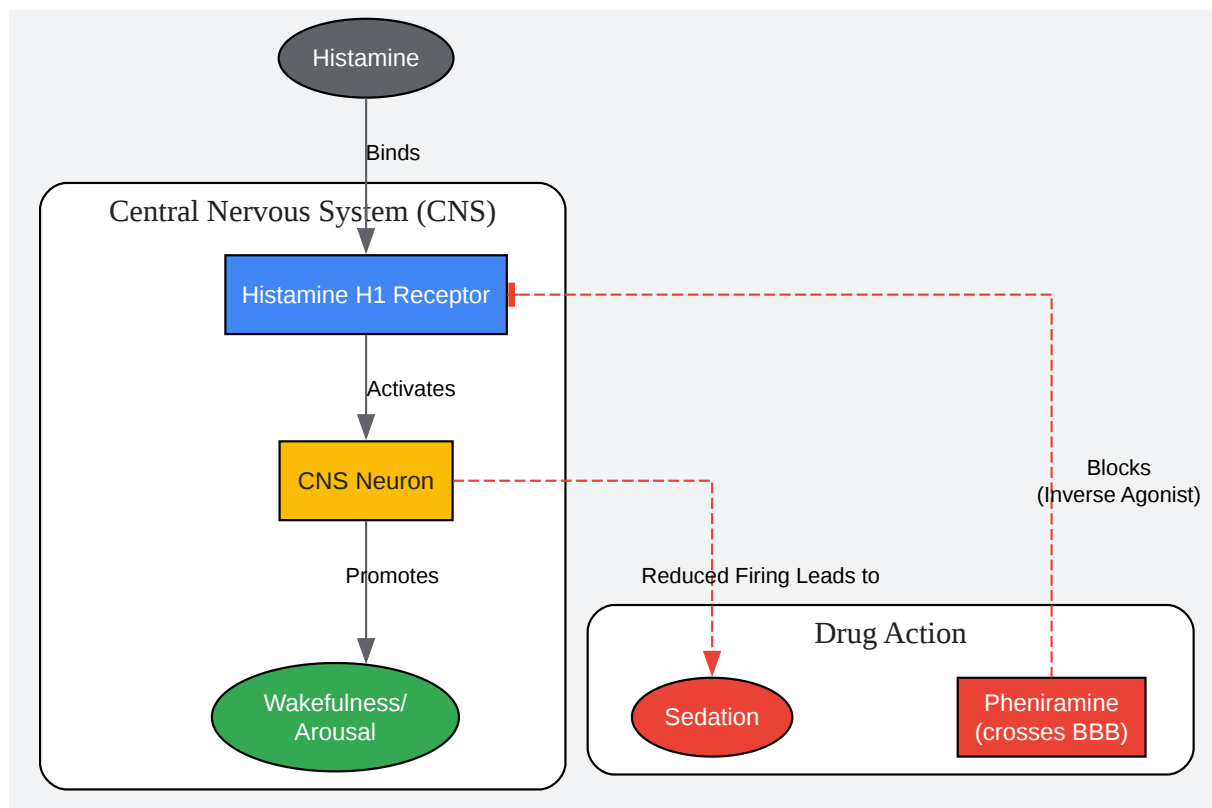 Histamine
Binds
Central Nervous System (CNS)
Histamine H1 Receptor
Activates
CNS Neuron
Blocks
(Inverse Agonist)
Promotes
Reduced Firing Leads to
Drug Action
Wakefulness/
Arousal
Sedation
Pheniramine
(crosses BBB)